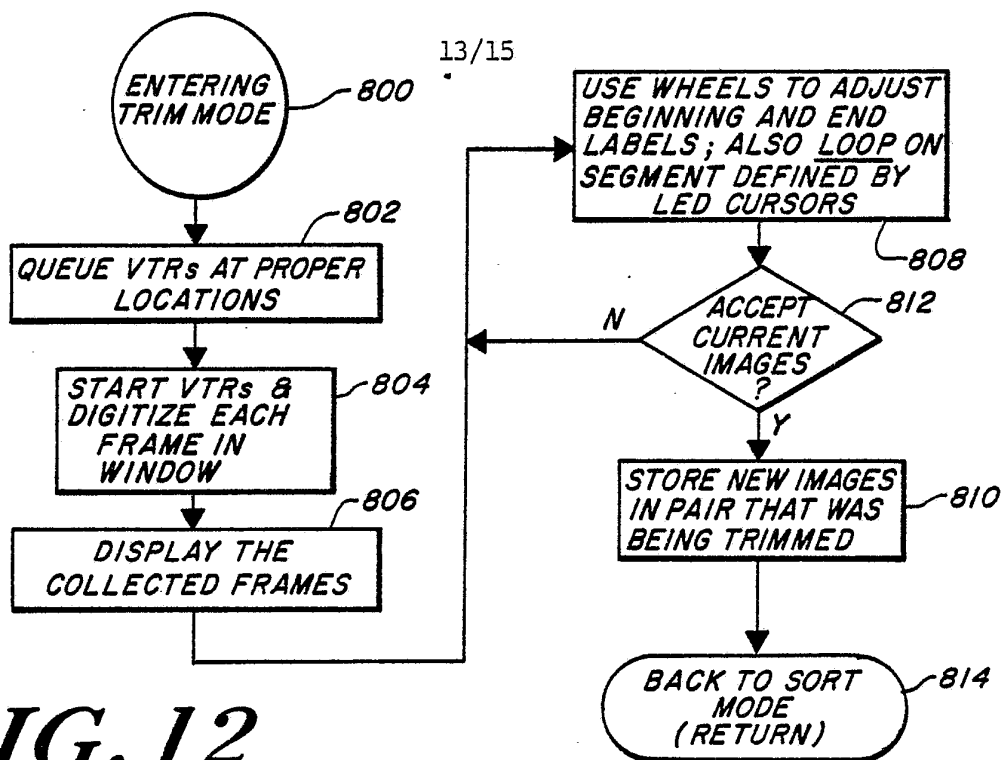 13/15
ENTERING
TRIM MODE
800
802
QUEUE VTRs AT PROPER
LOCATIONS
804
START VTRs &
DIGITIZE EACH
FRAME IN
WINDOW
806
DISPLAY THE
COLLECTED FRAMES
USE WHEELS TO ADJUST
BEGINNING AND END
LABELS; ALSO LOOP ON
SEGMENT DEFINED BY
LED CURSORS
808
812
ACCEPT
CURRENT
IMAGES
?
N
Y
STORE NEW IMAGES
IN PAIR THAT WAS
BEING TRIMMED
810
BACK TO SORT
MODE
(RETURN)
814
IG. 12